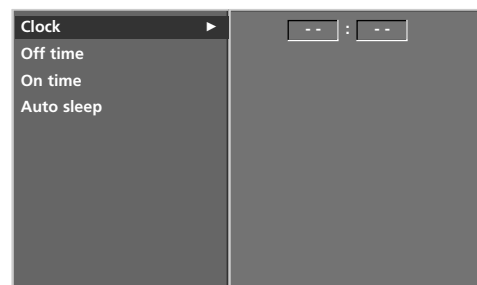 Clock ► - - : - -
Off time
On time
Auto sleep